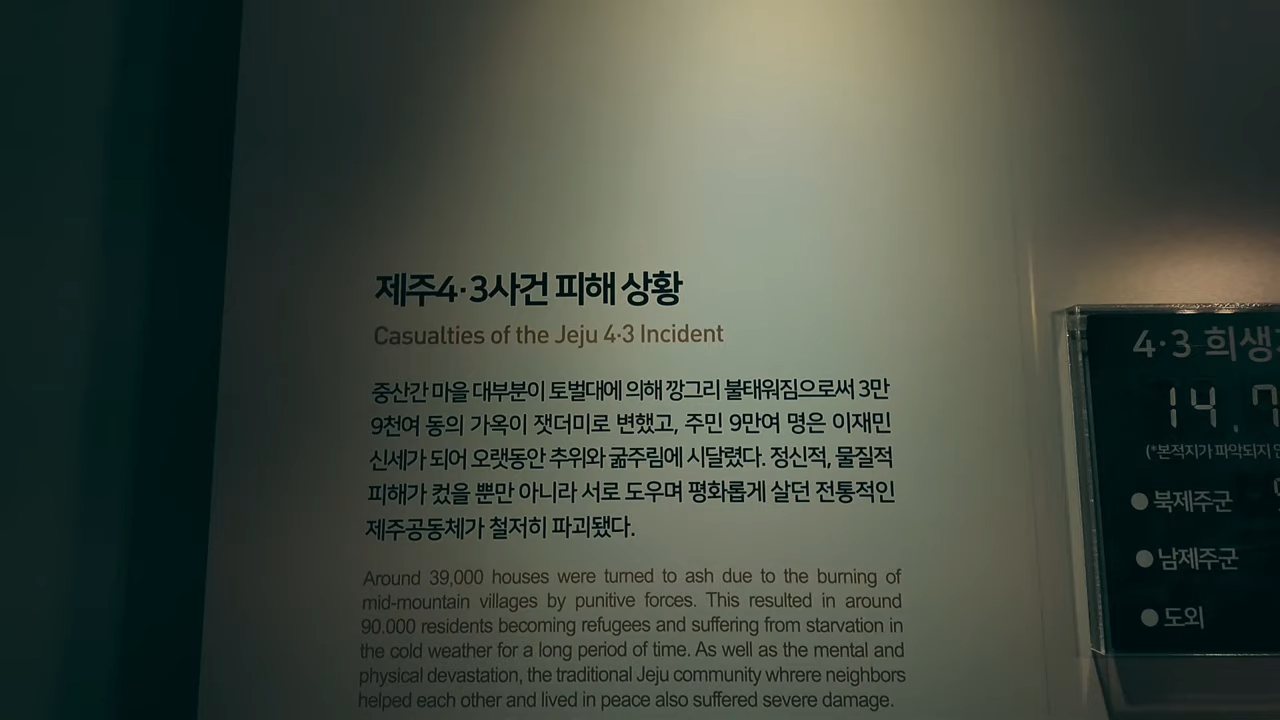 제주4·3사건 피해 상황
Casualties of the Jeju 4·3 Incident
중산간 마을 대부분이 토벌대에 의해 깡그리 불태워짐으로써 3만
9천여 동의 가옥이 잿더미로 변했고, 주민 9만여 명은 이재민
신세가 되어 오랫동안 추위와 굶주림에 시달렸다. 정신적, 물질적
피해가 컸을 뿐만 아니라 서로 도우며 평화롭게 살던 전통적인
제주공동체가 철저히 파괴됐다.
Around 39,000 houses were turned to ash due to the burning of
mid-mountain villages by punitive forces. This resulted in around
90.000 residents becoming refugees and suffering from starvation in
the cold weather for a long period of time. As well as the mental and
physical devastation, the traditional Jeju community whrere neighbors
helped each other and lived in peace also suffered severe damage.
4·3 희생
14,7
(*본적지가 파악되지
북제주군
남제주군
도외